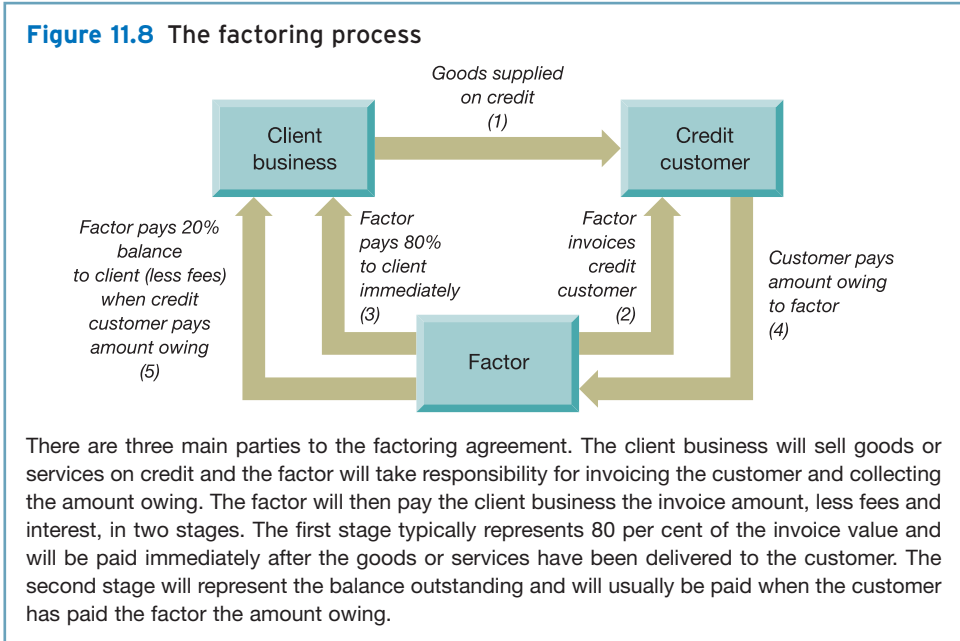 Figure 11.8 The factoring process
Goods supplied
on credit
(1)
Client
business
Credit
customer
Factor pays 20%
balance
to client (less fees)
when credit
customer pays
amount owing
(5)
Factor
pays 80%
to client
immediately
(3)
Factor
invoices
credit
customer
(2)
Customer pays
amount owing
to factor
(4)
Factor
There are three main parties to the factoring agreement. The client business will sell goods or
services on credit and the factor will take responsibility for invoicing the customer and collecting
the amount owing. The factor will then pay the client business the invoice amount, less fees and
interest, in two stages. The first stage typically represents 80 per cent of the invoice value and
will be paid immediately after the goods or services have been delivered to the customer. The
second stage will represent the balance outstanding and will usually be paid when the customer
has paid the factor the amount owing.